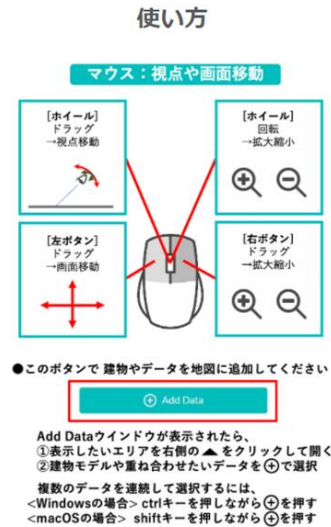 使い方
マウス：視点や画面移動
[ホイール]
ドラッグ
→視点移動
[ホイール]
回転
→拡大縮小
[左ボタン]
ドラッグ
→画面移動
[右ボタン]
ドラッグ
→拡大縮小
●このボタンで 建物やデータを地図に追加してください
Add Data
Add Dataウインドウが表示されたら、
①表示したいエリアを右側の ▲ をクリックして開く
②建物モデルや重ね合わせたいデータを⊕で選択
複数のデータを連続して選択するには、
<Windowsの場合> ctrlキーを押しながら⊕を押す
<macOSの場合> shiftキーを押しながら⊕を押す